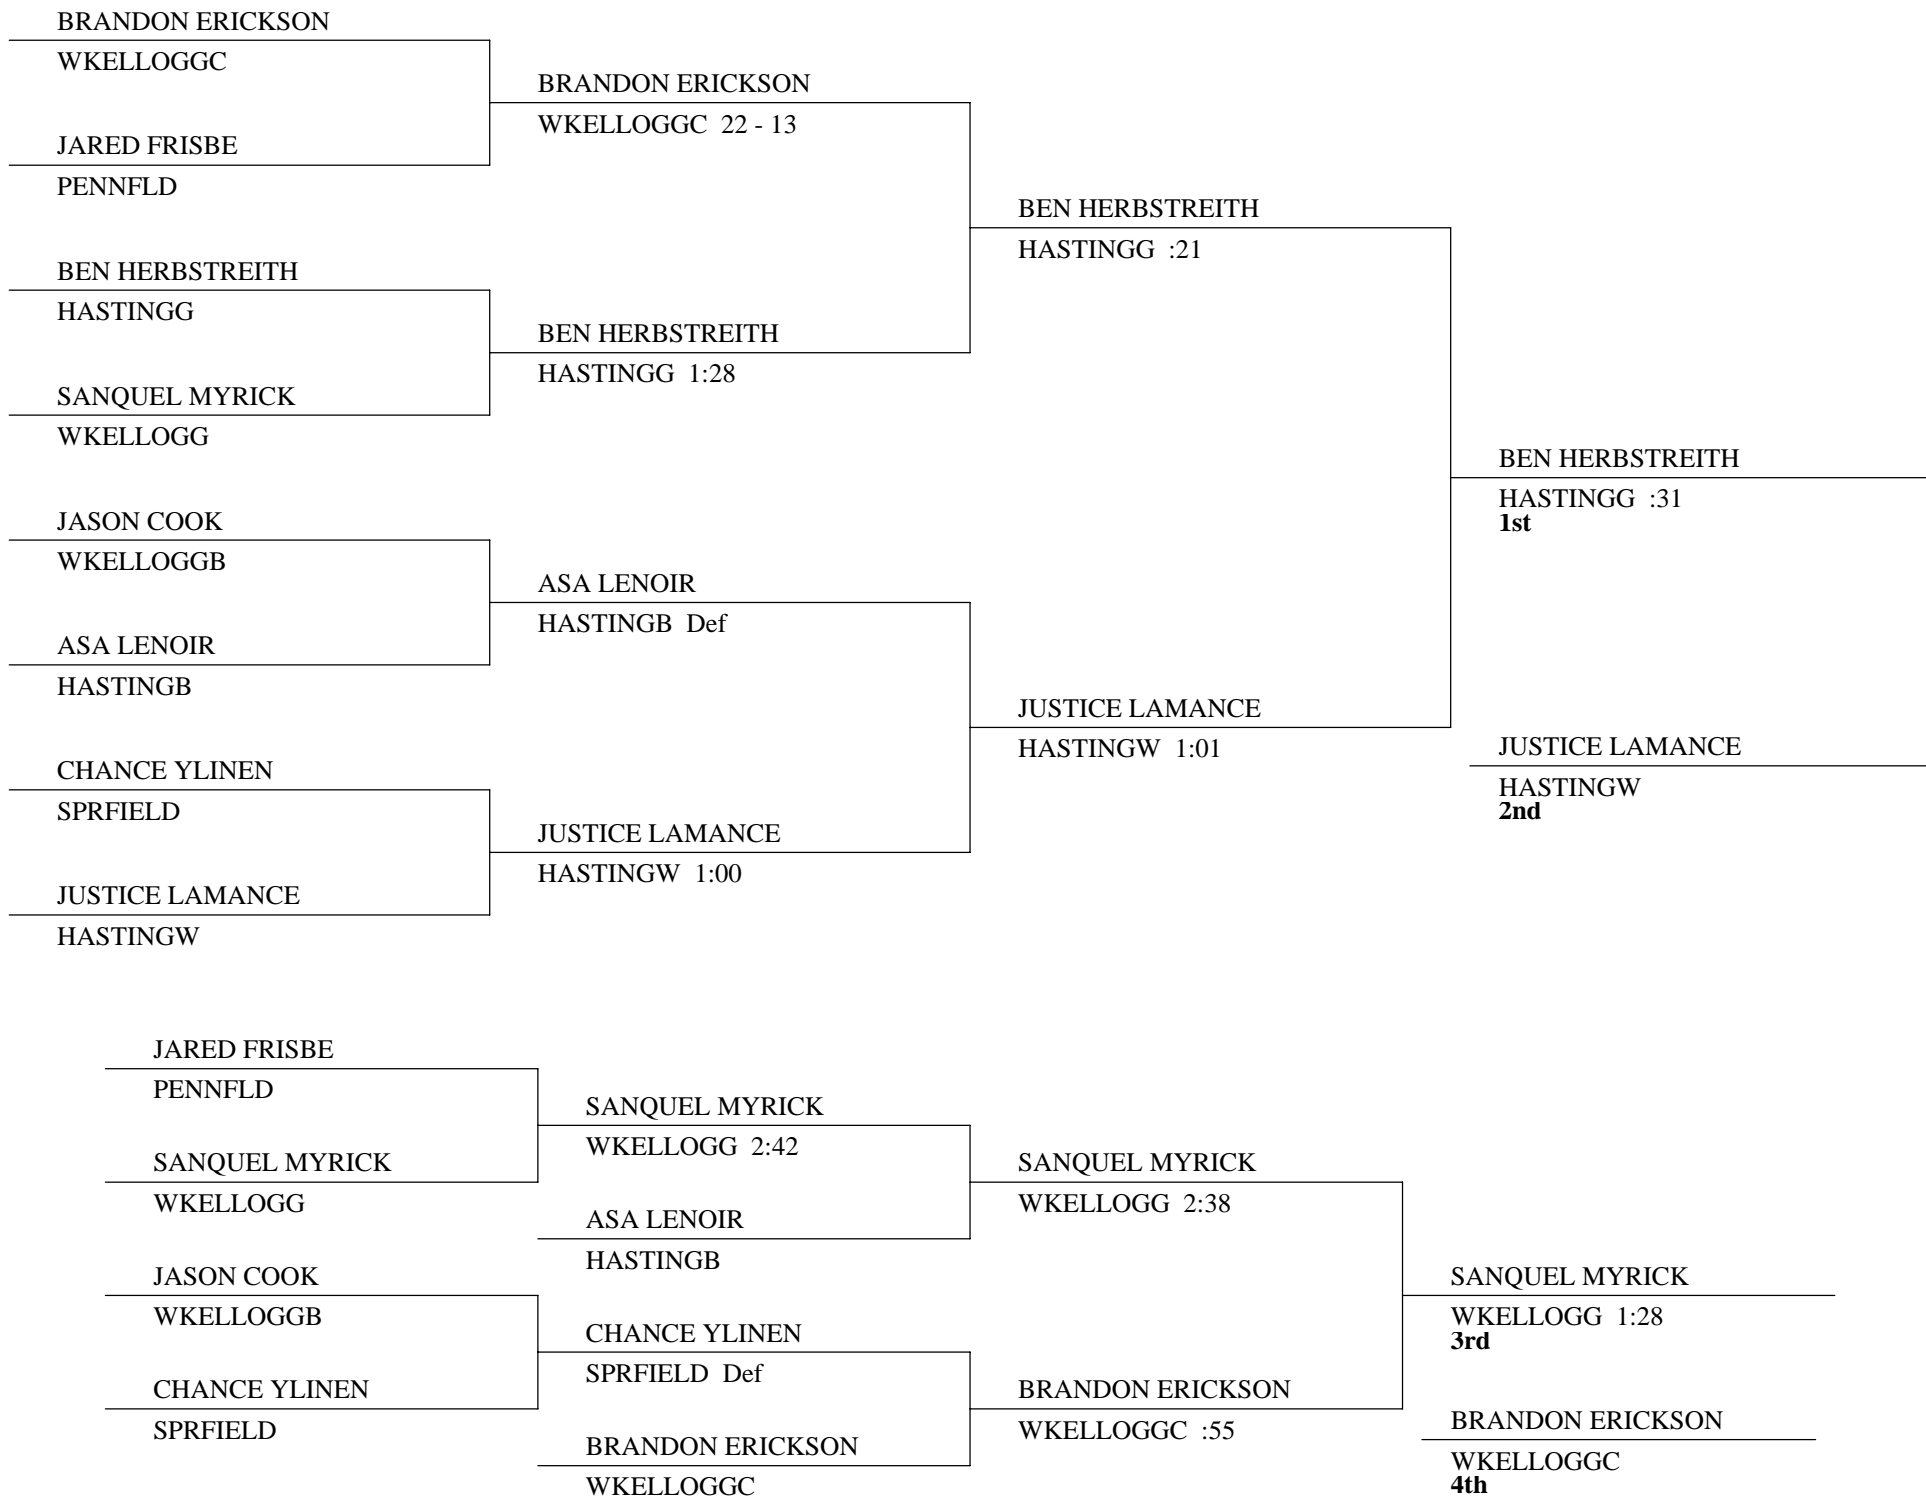 BRANDON ERICKSON
WKELLOGGC
JARED FRISBE
PENNFLD
BEN HERBSTREITH
HASTINGG
SANQUEL MYRICK
WKELLOGG
JASON COOK
WKELLOGGB
ASA LENOIR
HASTINGB
CHANCE YLINEN
SPRFIELD
JUSTICE LAMANCE
HASTINGW
BRANDON ERICKSON
WKELLOGGC 22 - 13
BEN HERBSTREITH
HASTINGG 1:28
ASA LENOIR
HASTINGB Def
JUSTICE LAMANCE
HASTINGW 1:00
BEN HERBSTREITH
HASTINGG :21
JUSTICE LAMANCE
HASTINGW 1:01
BEN HERBSTREITH
HASTINGG :31
1st
JUSTICE LAMANCE
HASTINGW
2nd
JARED FRISBE
PENNFLD
SANQUEL MYRICK
WKELLOGG
JASON COOK
WKELLOGGB
CHANCE YLINEN
SPRFIELD
SANQUEL MYRICK
WKELLOGG 2:42
ASA LENOIR
HASTINGB
CHANCE YLINEN
SPRFIELD Def
BRANDON ERICKSON
WKELLOGGC
SANQUEL MYRICK
WKELLOGG 2:38
BRANDON ERICKSON
WKELLOGGC :55
SANQUEL MYRICK
WKELLOGG 1:28
3rd
BRANDON ERICKSON
WKELLOGGC
4th